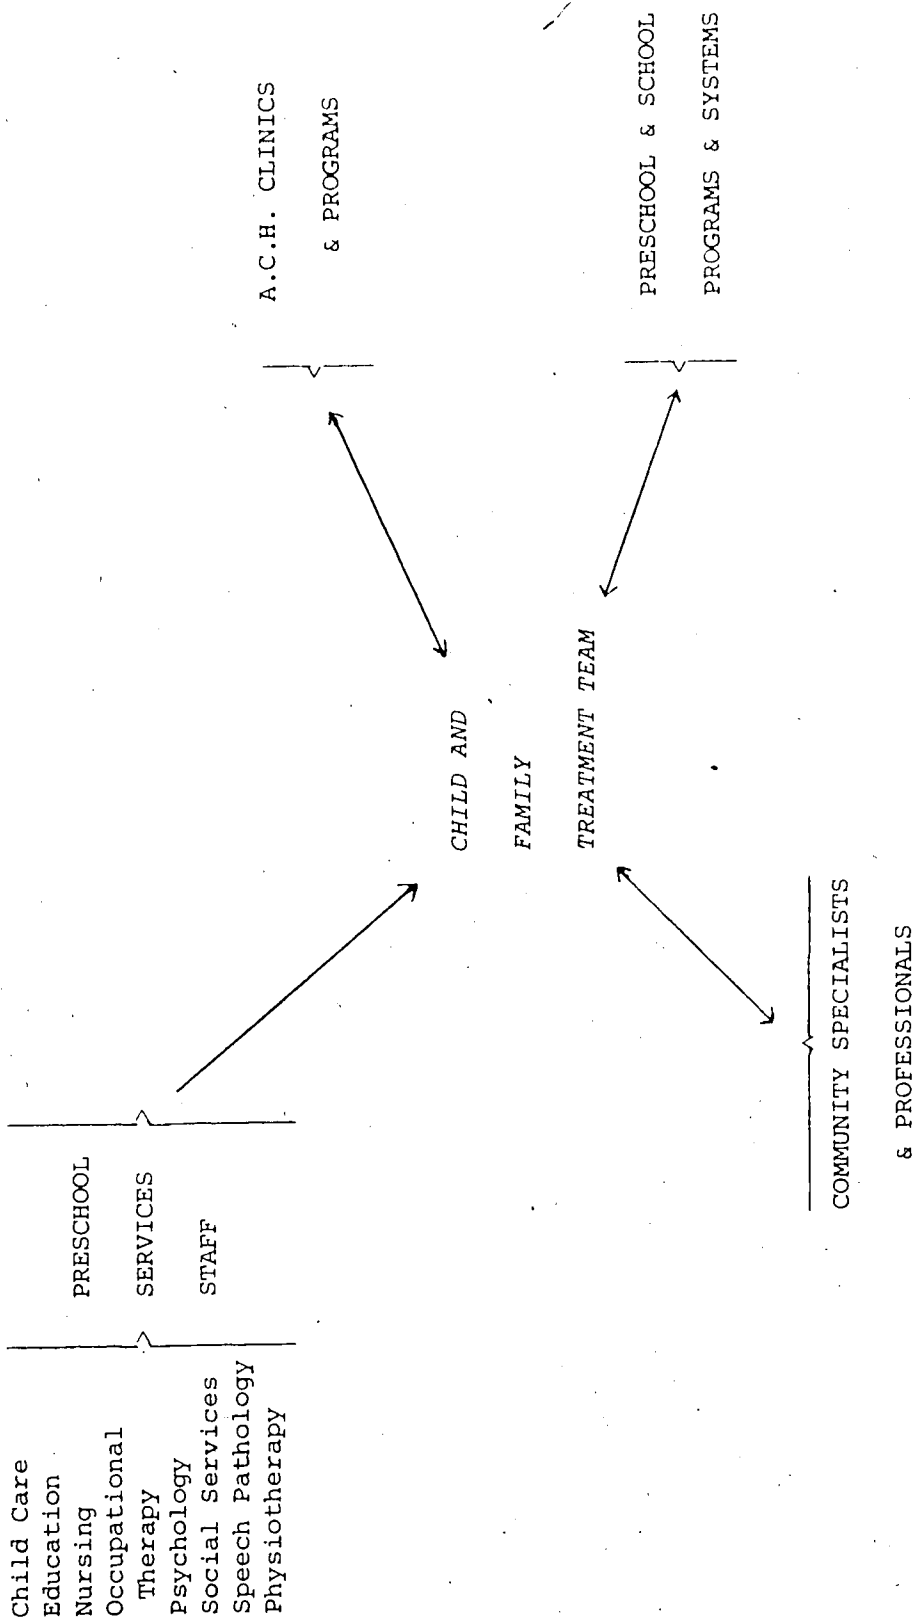 Child Care
Education
Nursing
Occupational
Therapy
Psychology
Social Services
Speech Pathology
Physiotherapy
PRESCHOOL
SERVICES
STAFF
CHILD AND
FAMILY
TREATMENT TEAM
A.C.H. CLINICS
& PROGRAMS
PRESCHOOL & SCHOOL
PROGRAMS & SYSTEMS
COMMUNITY SPECIALISTS
& PROFESSIONALS